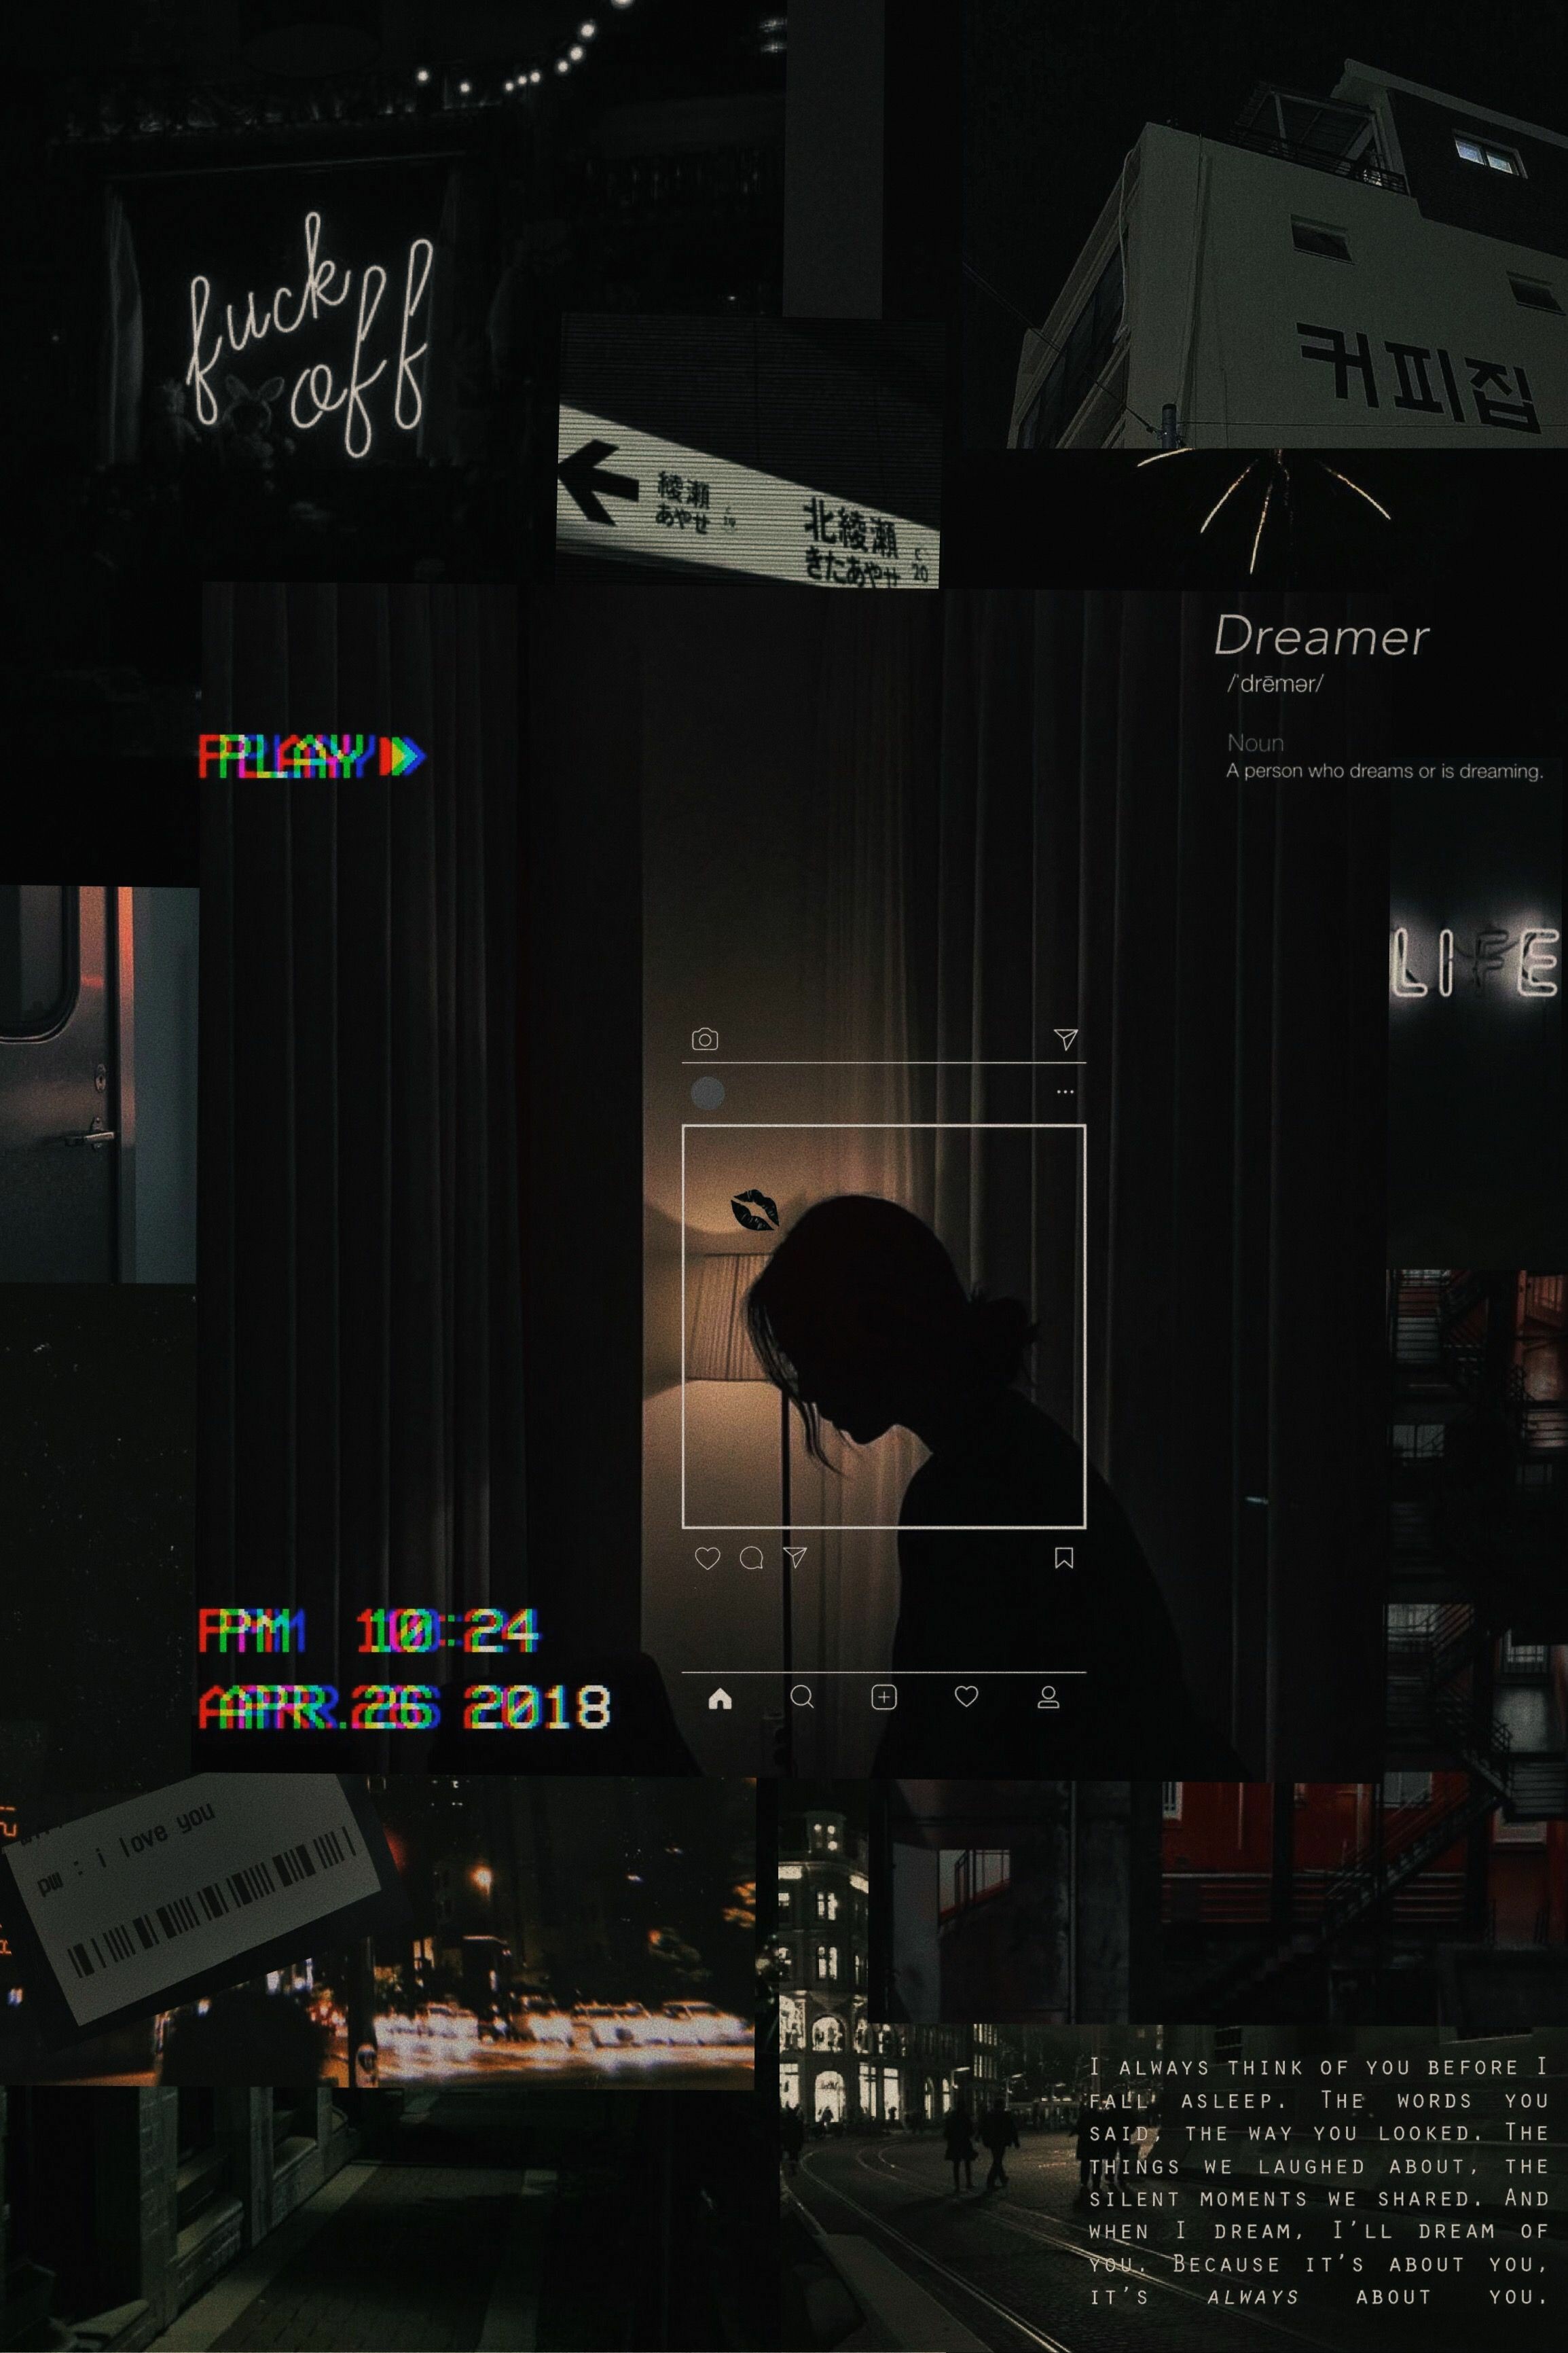 fuck
off
커피집
綾瀬
あやせ
北綾瀬
きたあやせ
20
Dreamer
/ˈdrēmər/
Noun
A person who dreams or is dreaming.
PLAY
LIFE
PM 10:24
APR.26 2018
pw : i love you
I ALWAYS THINK OF YOU BEFORE I
FALL ASLEEP. THE WORDS YOU
SAID, THE WAY YOU LOOKED. THE
THINGS WE LAUGHED ABOUT, THE
SILENT MOMENTS WE SHARED. AND
WHEN I DREAM, I'LL DREAM OF
YOU. BECAUSE IT'S ABOUT YOU,
IT'S ALWAYS ABOUT YOU.